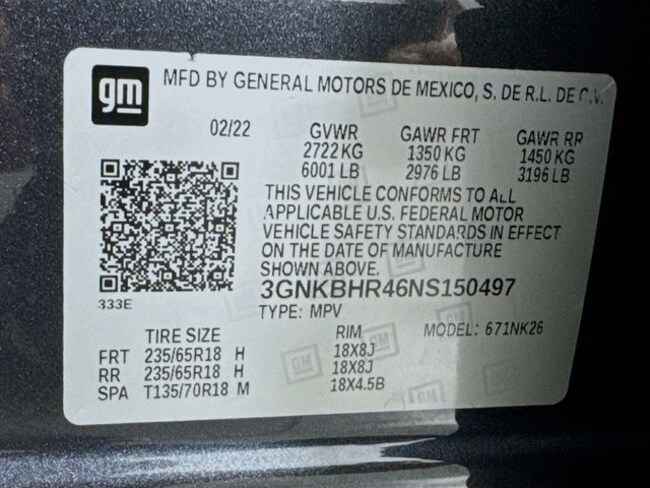 gm
MFD BY GENERAL MOTORS DE MEXICO, S. DE R.L. DE C.V.
02/22 GVWR GAWR FRT GAWR RR
2722 KG 1350 KG 1450 KG
6001 LB 2976 LB 3196 LB
THIS VEHICLE CONFORMS TO ALL
APPLICABLE U.S. FEDERAL MOTOR
VEHICLE SAFETY STANDARDS IN EFFECT
ON THE DATE OF MANUFACTURE
SHOWN ABOVE.
333E
3GNKBHR46NS150497
TYPE: MPV MODEL: 671NK26
TIRE SIZE RIM
FRT 235/65R18 H 18X8J
RR 235/65R18 H 18X8J
SPA T135/70R18 M 18X4.5B